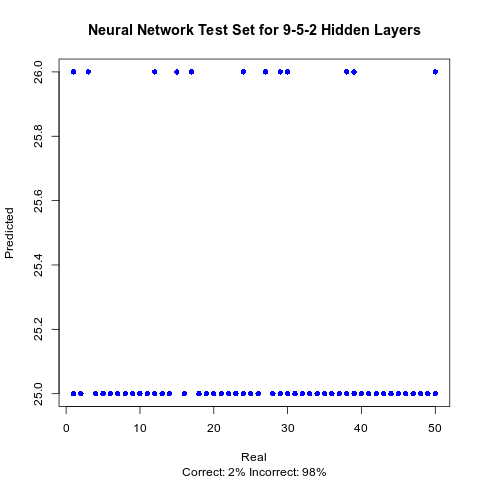 Neural Network Test Set for 9-5-2 Hidden Layers
Predicted
26.0
25.8
25.6
25.4
25.2
25.0
0 10 20 30 40 50
Real
Correct: 2% Incorrect: 98%